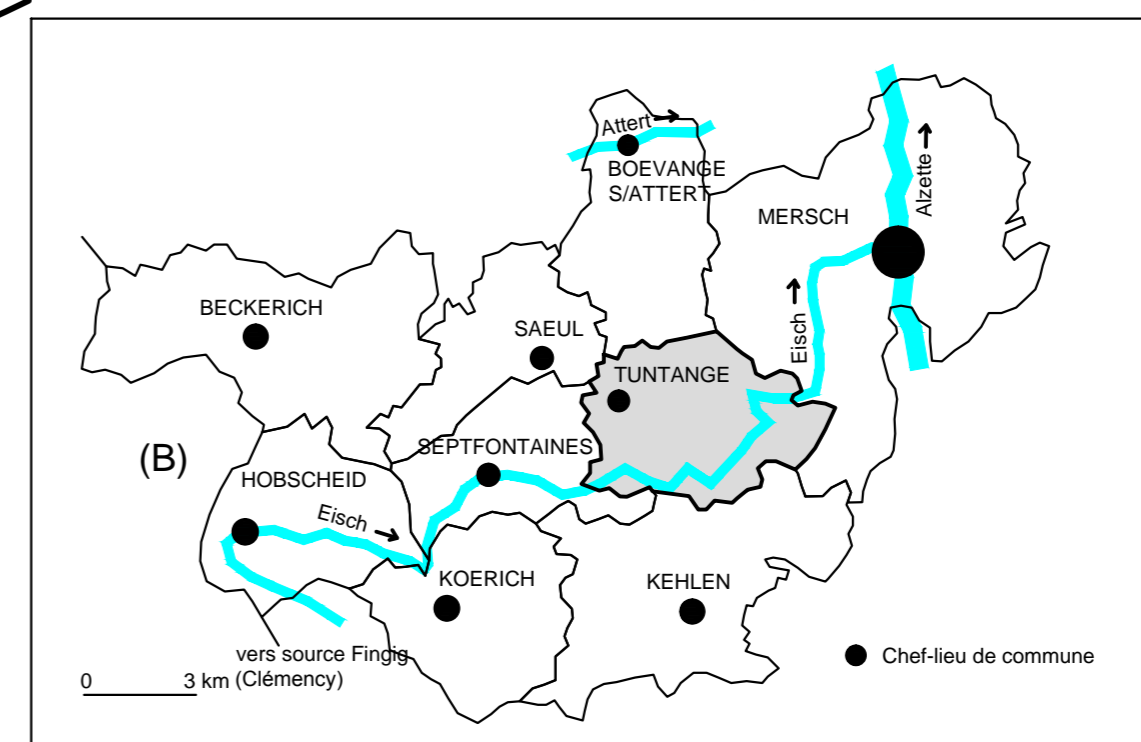 Attert
BOEVANGE
S/ATTERT
Alzette
MERSCH
BECKERICH
SAEUL
Eisch
TUNTANGE
SEPTFONTAINES
(B)
HOBSCHEID
Eisch
KOERICH
KEHLEN
vers source Fingig
(Clémency)
0 3 km
Chef-lieu de commune